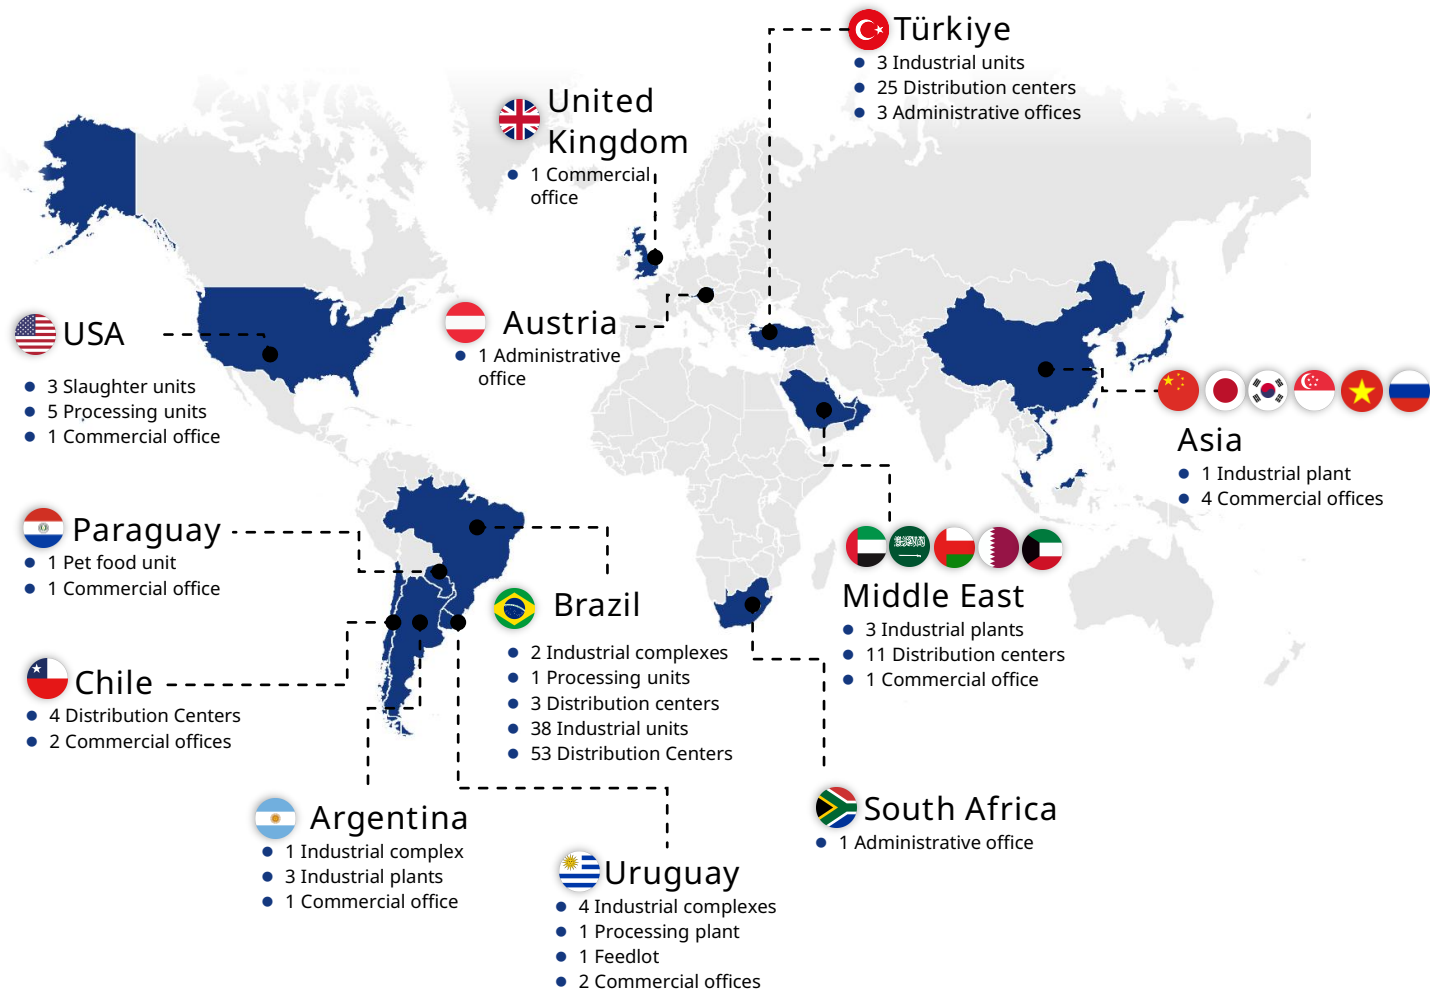 Türkiye
3 Industrial units
25 Distribution centers
3 Administrative offices
United
Kingdom
1 Commercial
office
USA
3 Slaughter units
5 Processing units
1 Commercial office
Austria
1 Administrative
office
Asia
1 Industrial plant
4 Commercial offices
Paraguay
1 Pet food unit
1 Commercial office
Brazil
2 Industrial complexes
1 Processing units
3 Distribution centers
38 Industrial units
53 Distribution Centers
Middle East
3 Industrial plants
11 Distribution centers
1 Commercial office
Chile
4 Distribution Centers
2 Commercial offices
Argentina
1 Industrial complex
3 Industrial plants
1 Commercial office
South Africa
1 Administrative office
Uruguay
4 Industrial complexes
1 Processing plant
1 Feedlot
2 Commercial offices